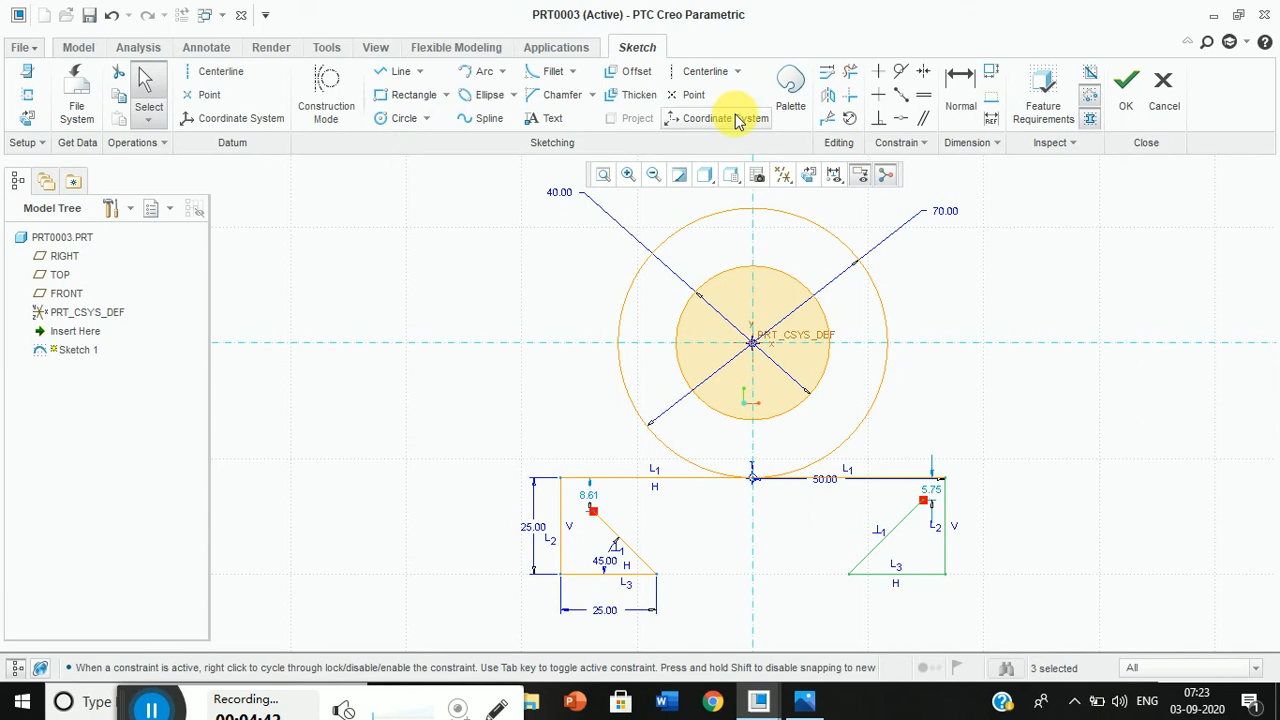 PRT0003 (Active) - PTC Creo Parametric
File Model Analysis Annotate Render Tools View Flexible Modeling Applications Sketch
Centerline Line Arc Fillet Offset Centerline
File System Select Point Construction Mode Rectangle Ellipse Chamfer Thicken Point Palette Normal Feature Requirements OK Cancel
Coordinate System Circle Spline Text Project Coordinate System
Setup Get Data Operations Datum Sketching Editing Constrain Dimension Inspect Close
Model Tree
PRT0003.PRT
RIGHT
TOP
FRONT
PRT_CSYS_DEF
Insert Here
Sketch 1
40.00
70.00
Y
PRT_CSYS_DEF
X
T
L1
H
L1
50.00
8.61
5.75
25.00
V
L2
⊥1
45.00
H
L3
25.00
⊥1
L2
V
L3
H
When a constraint is active, right click to cycle through lock/disable/enable the constraint. Use Tab key to toggle active constraint. Press and hold Shift to disable snapping to new
3 selected
All
Type
Recording...
00:04:42
ENG
07:23
03-09-2020